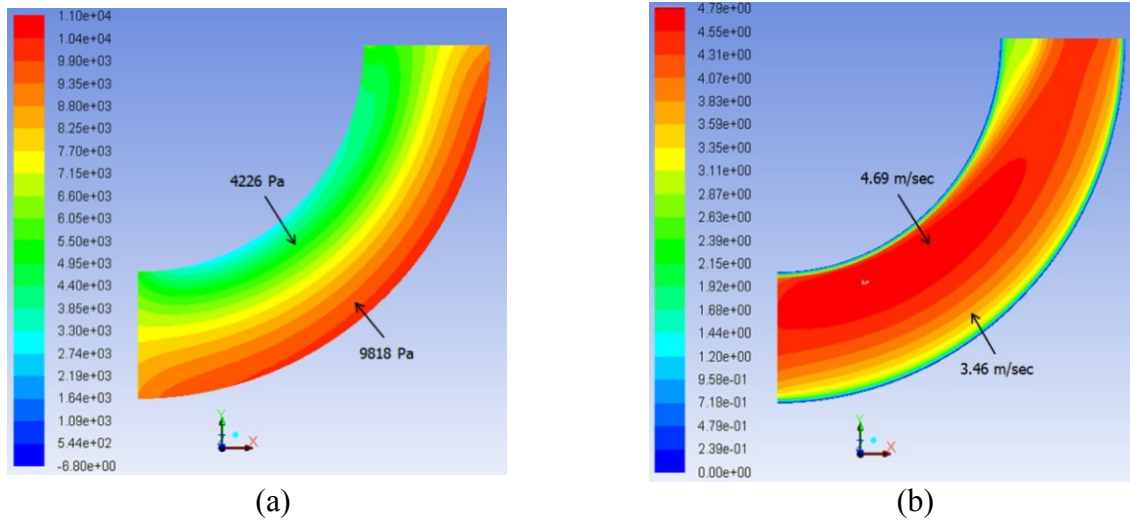 1.10e+04
1.04e+04
9.90e+03
9.35e+03
8.80e+03
8.25e+03
7.70e+03
7.15e+03
6.60e+03
6.05e+03
5.50e+03
4.95e+03
4.40e+03
3.85e+03
3.30e+03
2.74e+03
2.19e+03
1.64e+03
1.09e+03
5.44e+02
-6.80e+00
4226 Pa
9818 Pa
Y
Z
X
(a)
4.79e+00
4.55e+00
4.31e+00
4.07e+00
3.83e+00
3.59e+00
3.35e+00
3.11e+00
2.87e+00
2.63e+00
2.39e+00
2.15e+00
1.92e+00
1.68e+00
1.44e+00
1.20e+00
9.58e-01
7.18e-01
4.79e-01
2.39e-01
0.00e+00
4.69 m/sec
3.46 m/sec
Y
Z
X
(b)